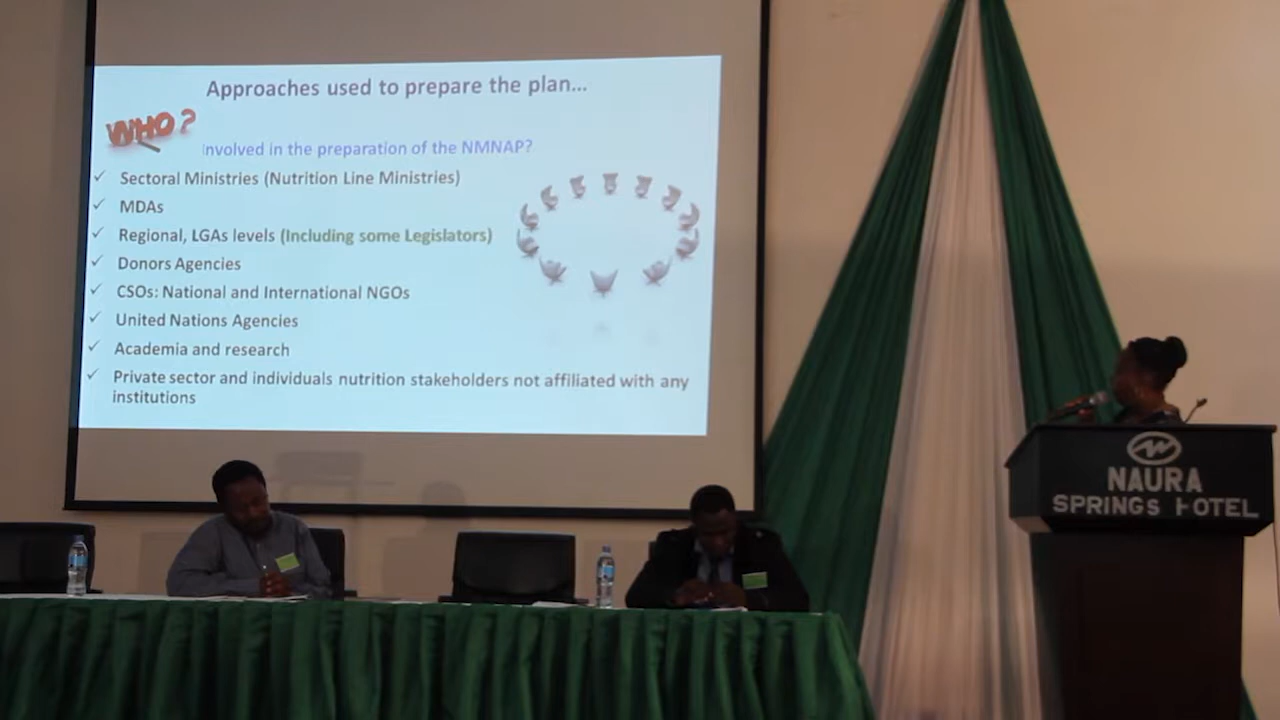 Approaches used to prepare the plan...
WHO?
Involved in the preparation of the NMNAP?
✓ Sectoral Ministries (Nutrition Line Ministries)
✓ MDAs
✓ Regional, LGAs levels (Including some Legislators)
✓ Donors Agencies
✓ CSOs: National and International NGOs
✓ United Nations Agencies
✓ Academia and research
✓ Private sector and individuals nutrition stakeholders not affiliated with any
institutions
NAURA
SPRINGS HOTEL